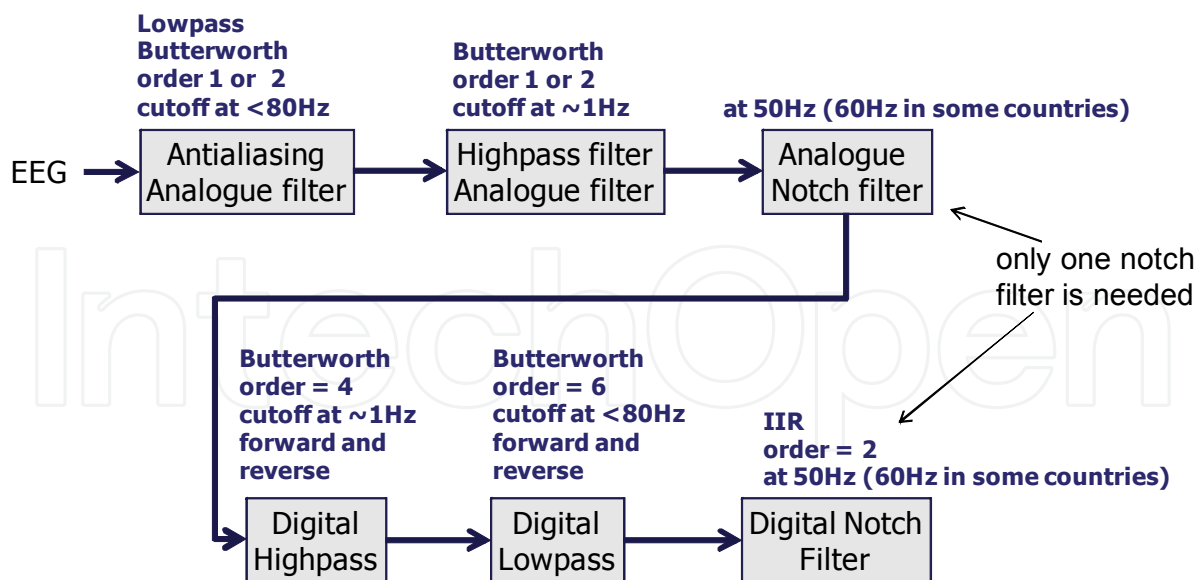 Lowpass
Butterworth
order 1 or 2
cutoff at <80Hz
Butterworth
order 1 or 2
cutoff at ~1Hz
at 50Hz (60Hz in some countries)
EEG
Antialiasing
Analogue filter
Highpass filter
Analogue filter
Analogue
Notch filter
only one notch
filter is needed
IntechOpen
Butterworth
order = 4
cutoff at ~1Hz
forward and
reverse
Butterworth
order = 6
cutoff at <80Hz
forward and
reverse
IIR
order = 2
at 50Hz (60Hz in some countries)
Digital
Highpass
Digital
Lowpass
Digital Notch
Filter